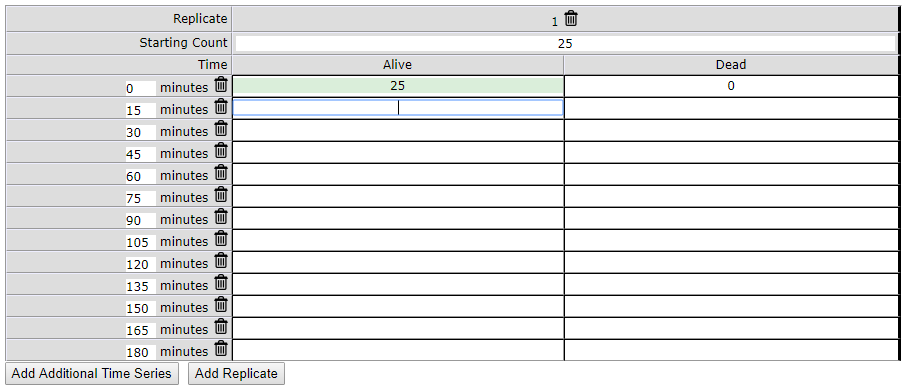 Replicate 1
Starting Count 25
Time Alive Dead
0 minutes 25 0
15 minutes
30 minutes
45 minutes
60 minutes
75 minutes
90 minutes
105 minutes
120 minutes
135 minutes
150 minutes
165 minutes
180 minutes
Add Additional Time Series Add Replicate